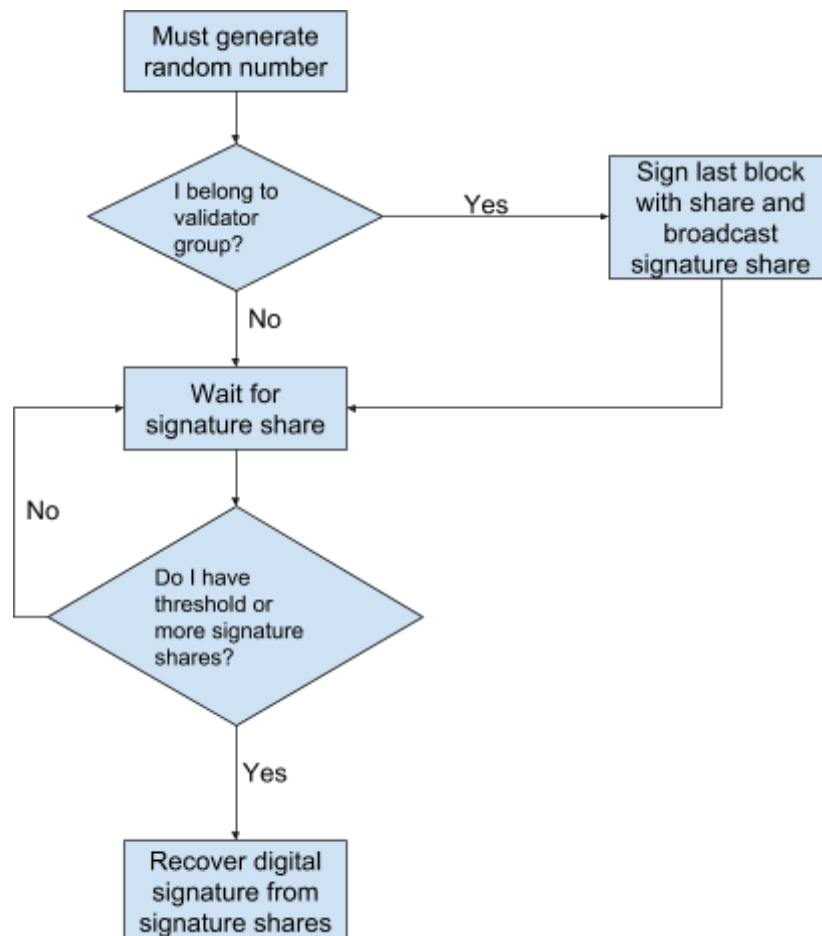 Must generate
random number
I belong to
validator
group?
Yes
Sign last block
with share and
broadcast
signature share
No
Wait for
signature share
No
Do I have
threshold or
more signature
shares?
Yes
Recover digital
signature from
signature shares